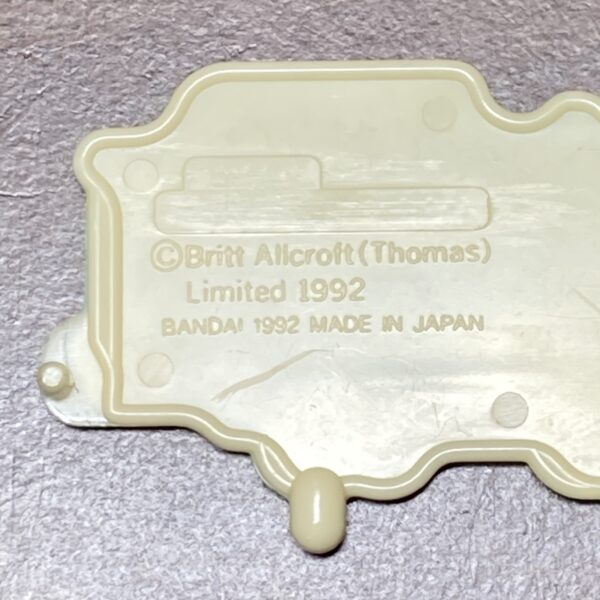 ©Britt Allcroft (Thomas)
Limited 1992
BANDAI 1992 MADE IN JAPAN